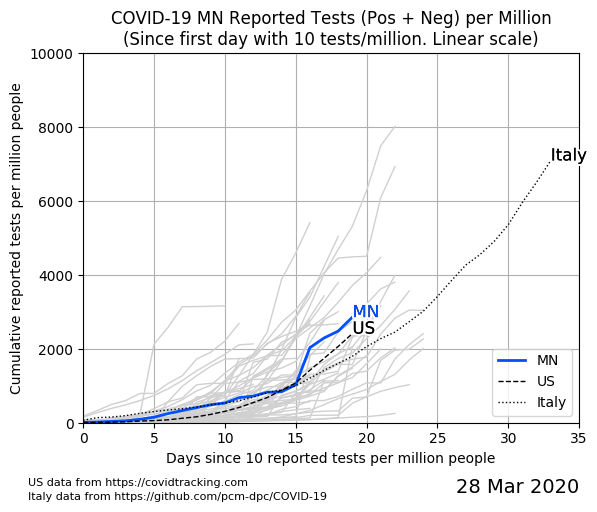 COVID-19 MN Reported Tests (Pos + Neg) per Million
(Since first day with 10 tests/million. Linear scale)
Cumulative reported tests per million people
10000
8000
6000
4000
2000
0
Italy
MN
US
MN
US
Italy
0 5 10 15 20 25 30 35
Days since 10 reported tests per million people
US data from https://covidtracking.com
Italy data from https://github.com/pcm-dpc/COVID-19
28 Mar 2020